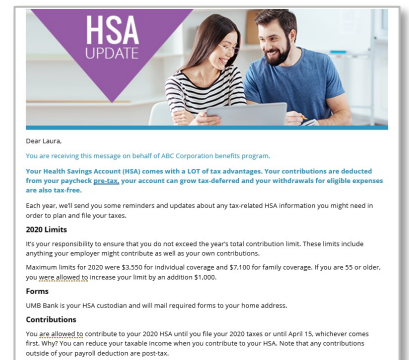 HSA
UPDATE
Dear Laura,
You are receiving this message on behalf of ABC Corporation benefits program.
Your Health Savings Account (HSA) comes with a LOT of tax advantages. Your contributions are deducted
from your paycheck pre-tax, your account can grow tax-deferred and your withdrawals for eligible expenses
are also tax-free.
Each year, we'll send you some reminders and updates about any tax-related HSA information you might need in
order to plan and file your taxes.
2020 Limits
It's your responsibility to ensure that you do not exceed the year's total contribution limit. These limits include
anything your employer might contribute as well as your own contributions.
Maximum limits for 2020 were $3,550 for individual coverage and $7,100 for family coverage. If you are 55 or older,
you were allowed to increase your limit by an addition $1,000.
Forms
UMB Bank is your HSA custodian and will mail required forms to your home address.
Contributions
You are allowed to contribute to your 2020 HSA until you file your 2020 taxes or until April 15, whichever comes
first. Why? You can reduce your taxable income when you contribute to your HSA. Note that any contributions
outside of your payroll deduction are post-tax.